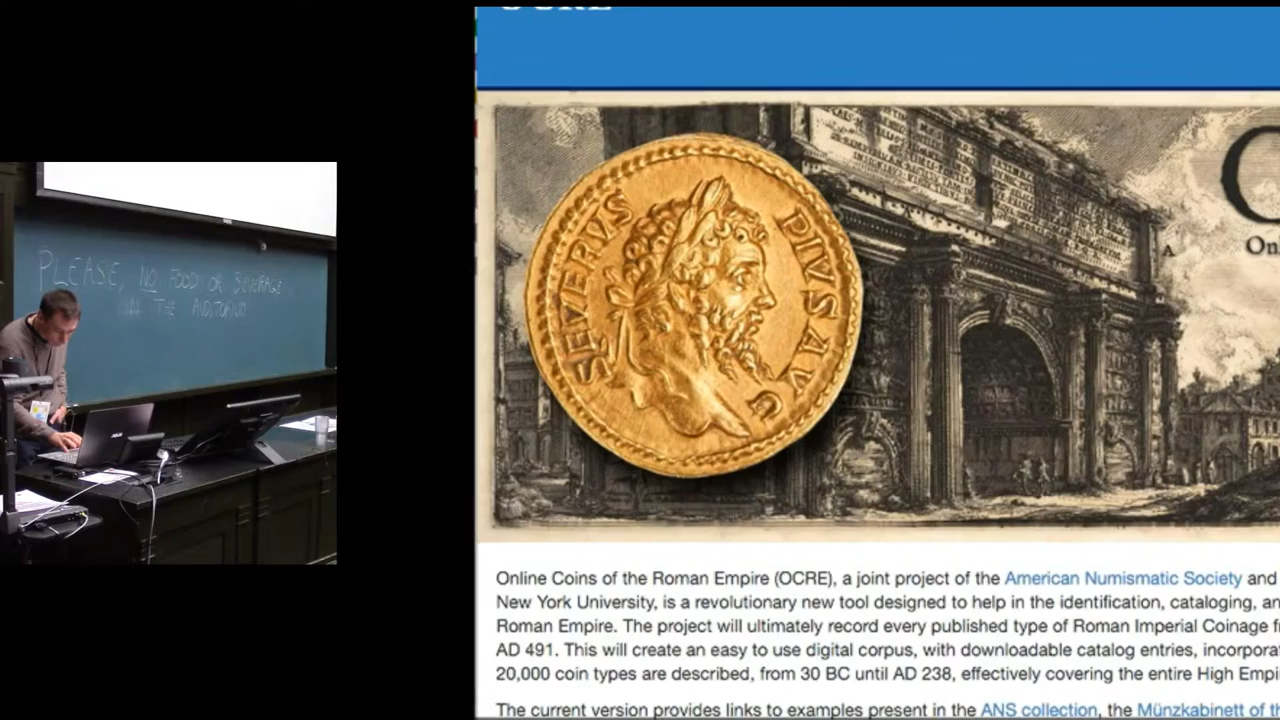 PLEASE, NO FOOD OR BEVERAGE
IN THE AUDITORIUM
ASUS
OCRE
SEVERVS PIVS AVG
A
On
Online Coins of the Roman Empire (OCRE), a joint project of the American Numismatic Society and
New York University, is a revolutionary new tool designed to help in the identification, cataloging, an
Roman Empire. The project will ultimately record every published type of Roman Imperial Coinage f
AD 491. This will create an easy to use digital corpus, with downloadable catalog entries, incorporat
20,000 coin types are described, from 30 BC until AD 238, effectively covering the entire High Empi
The current version provides links to examples present in the ANS collection, the Münzkabinett of th